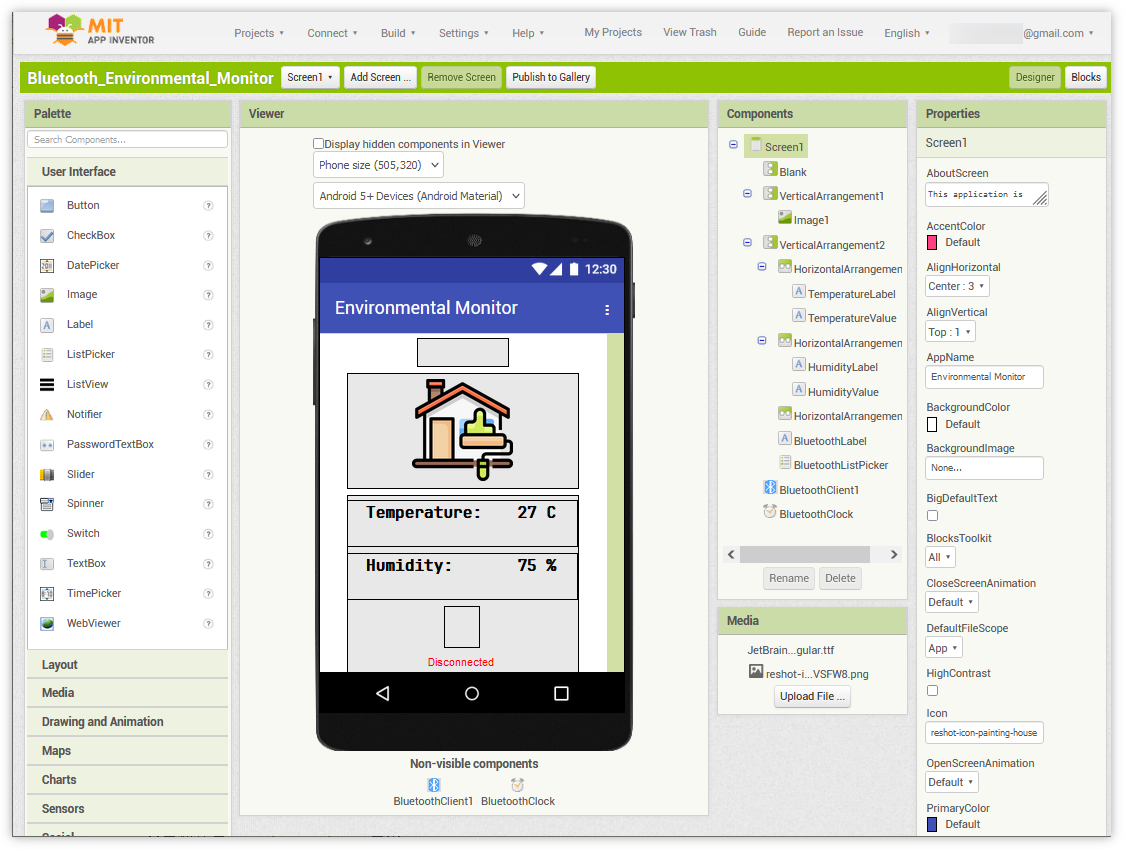 MIT
APP INVENTOR
Projects
Connect
Build
Settings
Help
My Projects
View Trash
Guide
Report an Issue
English
@gmail.com
Bluetooth_Environmental_Monitor
Screen1
Add Screen ...
Remove Screen
Publish to Gallery
Designer
Blocks
Palette
Search Components...
User Interface
Button
?
CheckBox
?
DatePicker
?
Image
?
Label
?
ListPicker
?
ListView
?
Notifier
?
PasswordTextBox
?
Slider
?
Spinner
?
Switch
?
TextBox
?
TimePicker
?
WebViewer
?
Layout
Media
Drawing and Animation
Maps
Charts
Sensors
Social
Viewer
Display hidden components in Viewer
Phone size (505,320)
Android 5+ Devices (Android Material)
12:30
Environmental Monitor
Temperature: 27 C
Humidity: 75 %
Disconnected
Non-visible components
BluetoothClient1
BluetoothClock
Components
Screen1
Blank
VerticalArrangement1
Image1
VerticalArrangement2
HorizontalArrangemen
A TemperatureLabel
A TemperatureValue
HorizontalArrangemen
A HumidityLabel
A HumidityValue
HorizontalArrangemen
A BluetoothLabel
BluetoothListPicker
BluetoothClient1
BluetoothClock
Rename
Delete
Media
JetBrain...gular.ttf
reshot-i...VSFW8.png
Upload File ...
Properties
Screen1
AboutScreen
This application is
AccentColor
Default
AlignHorizontal
Center : 3
AlignVertical
Top : 1
AppName
Environmental Monitor
BackgroundColor
Default
BackgroundImage
None...
BigDefaultText
BlocksToolkit
All
CloseScreenAnimation
Default
DefaultFileScope
App
HighContrast
Icon
reshot-icon-painting-house
OpenScreenAnimation
Default
PrimaryColor
Default